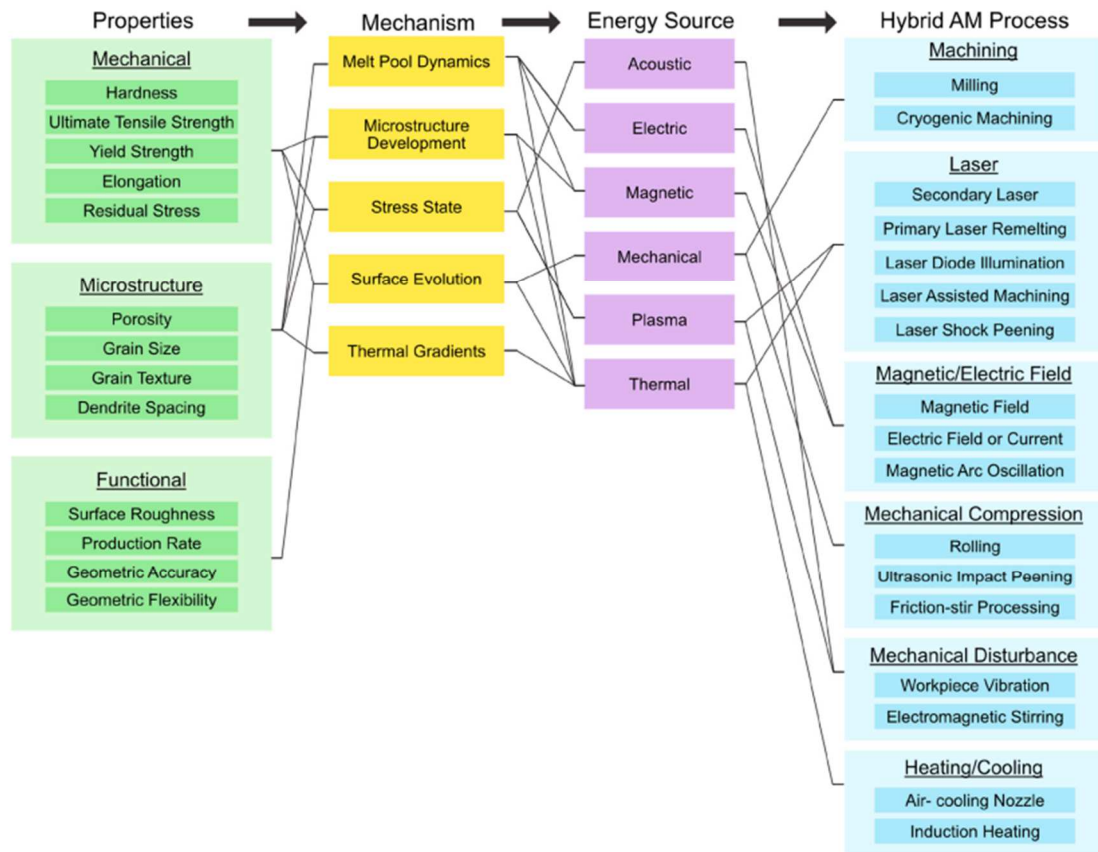 Properties
Mechanism
Energy Source
Hybrid AM Process
Mechanical
Hardness
Ultimate Tensile Strength
Yield Strength
Elongation
Residual Stress
Microstructure
Porosity
Grain Size
Grain Texture
Dendrite Spacing
Functional
Surface Roughness
Production Rate
Geometric Accuracy
Geometric Flexibility
Melt Pool Dynamics
Microstructure
Development
Stress State
Surface Evolution
Thermal Gradients
Acoustic
Electric
Magnetic
Mechanical
Plasma
Thermal
Machining
Milling
Cryogenic Machining
Laser
Secondary Laser
Primary Laser Remelting
Laser Diode Illumination
Laser Assisted Machining
Laser Shock Peening
Magnetic/Electric Field
Magnetic Field
Electric Field or Current
Magnetic Arc Oscillation
Mechanical Compression
Rolling
Ultrasonic Impact Peening
Friction-stir Processing
Mechanical Disturbance
Workpiece Vibration
Electromagnetic Stirring
Heating/Cooling
Air- cooling Nozzle
Induction Heating